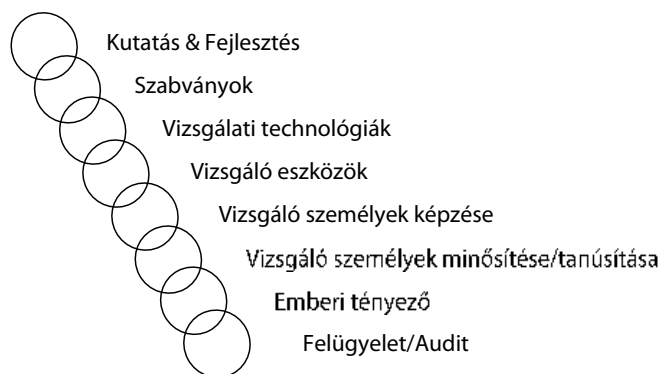 Kutatás & Fejlesztés
Szabványok
Vizsgálati technológiák
Vizsgáló eszközök
Vizsgáló személyek képzése
Vizsgáló személyek minősítése/tanúsítása
Emberi tényező
Felügyelet/Audit